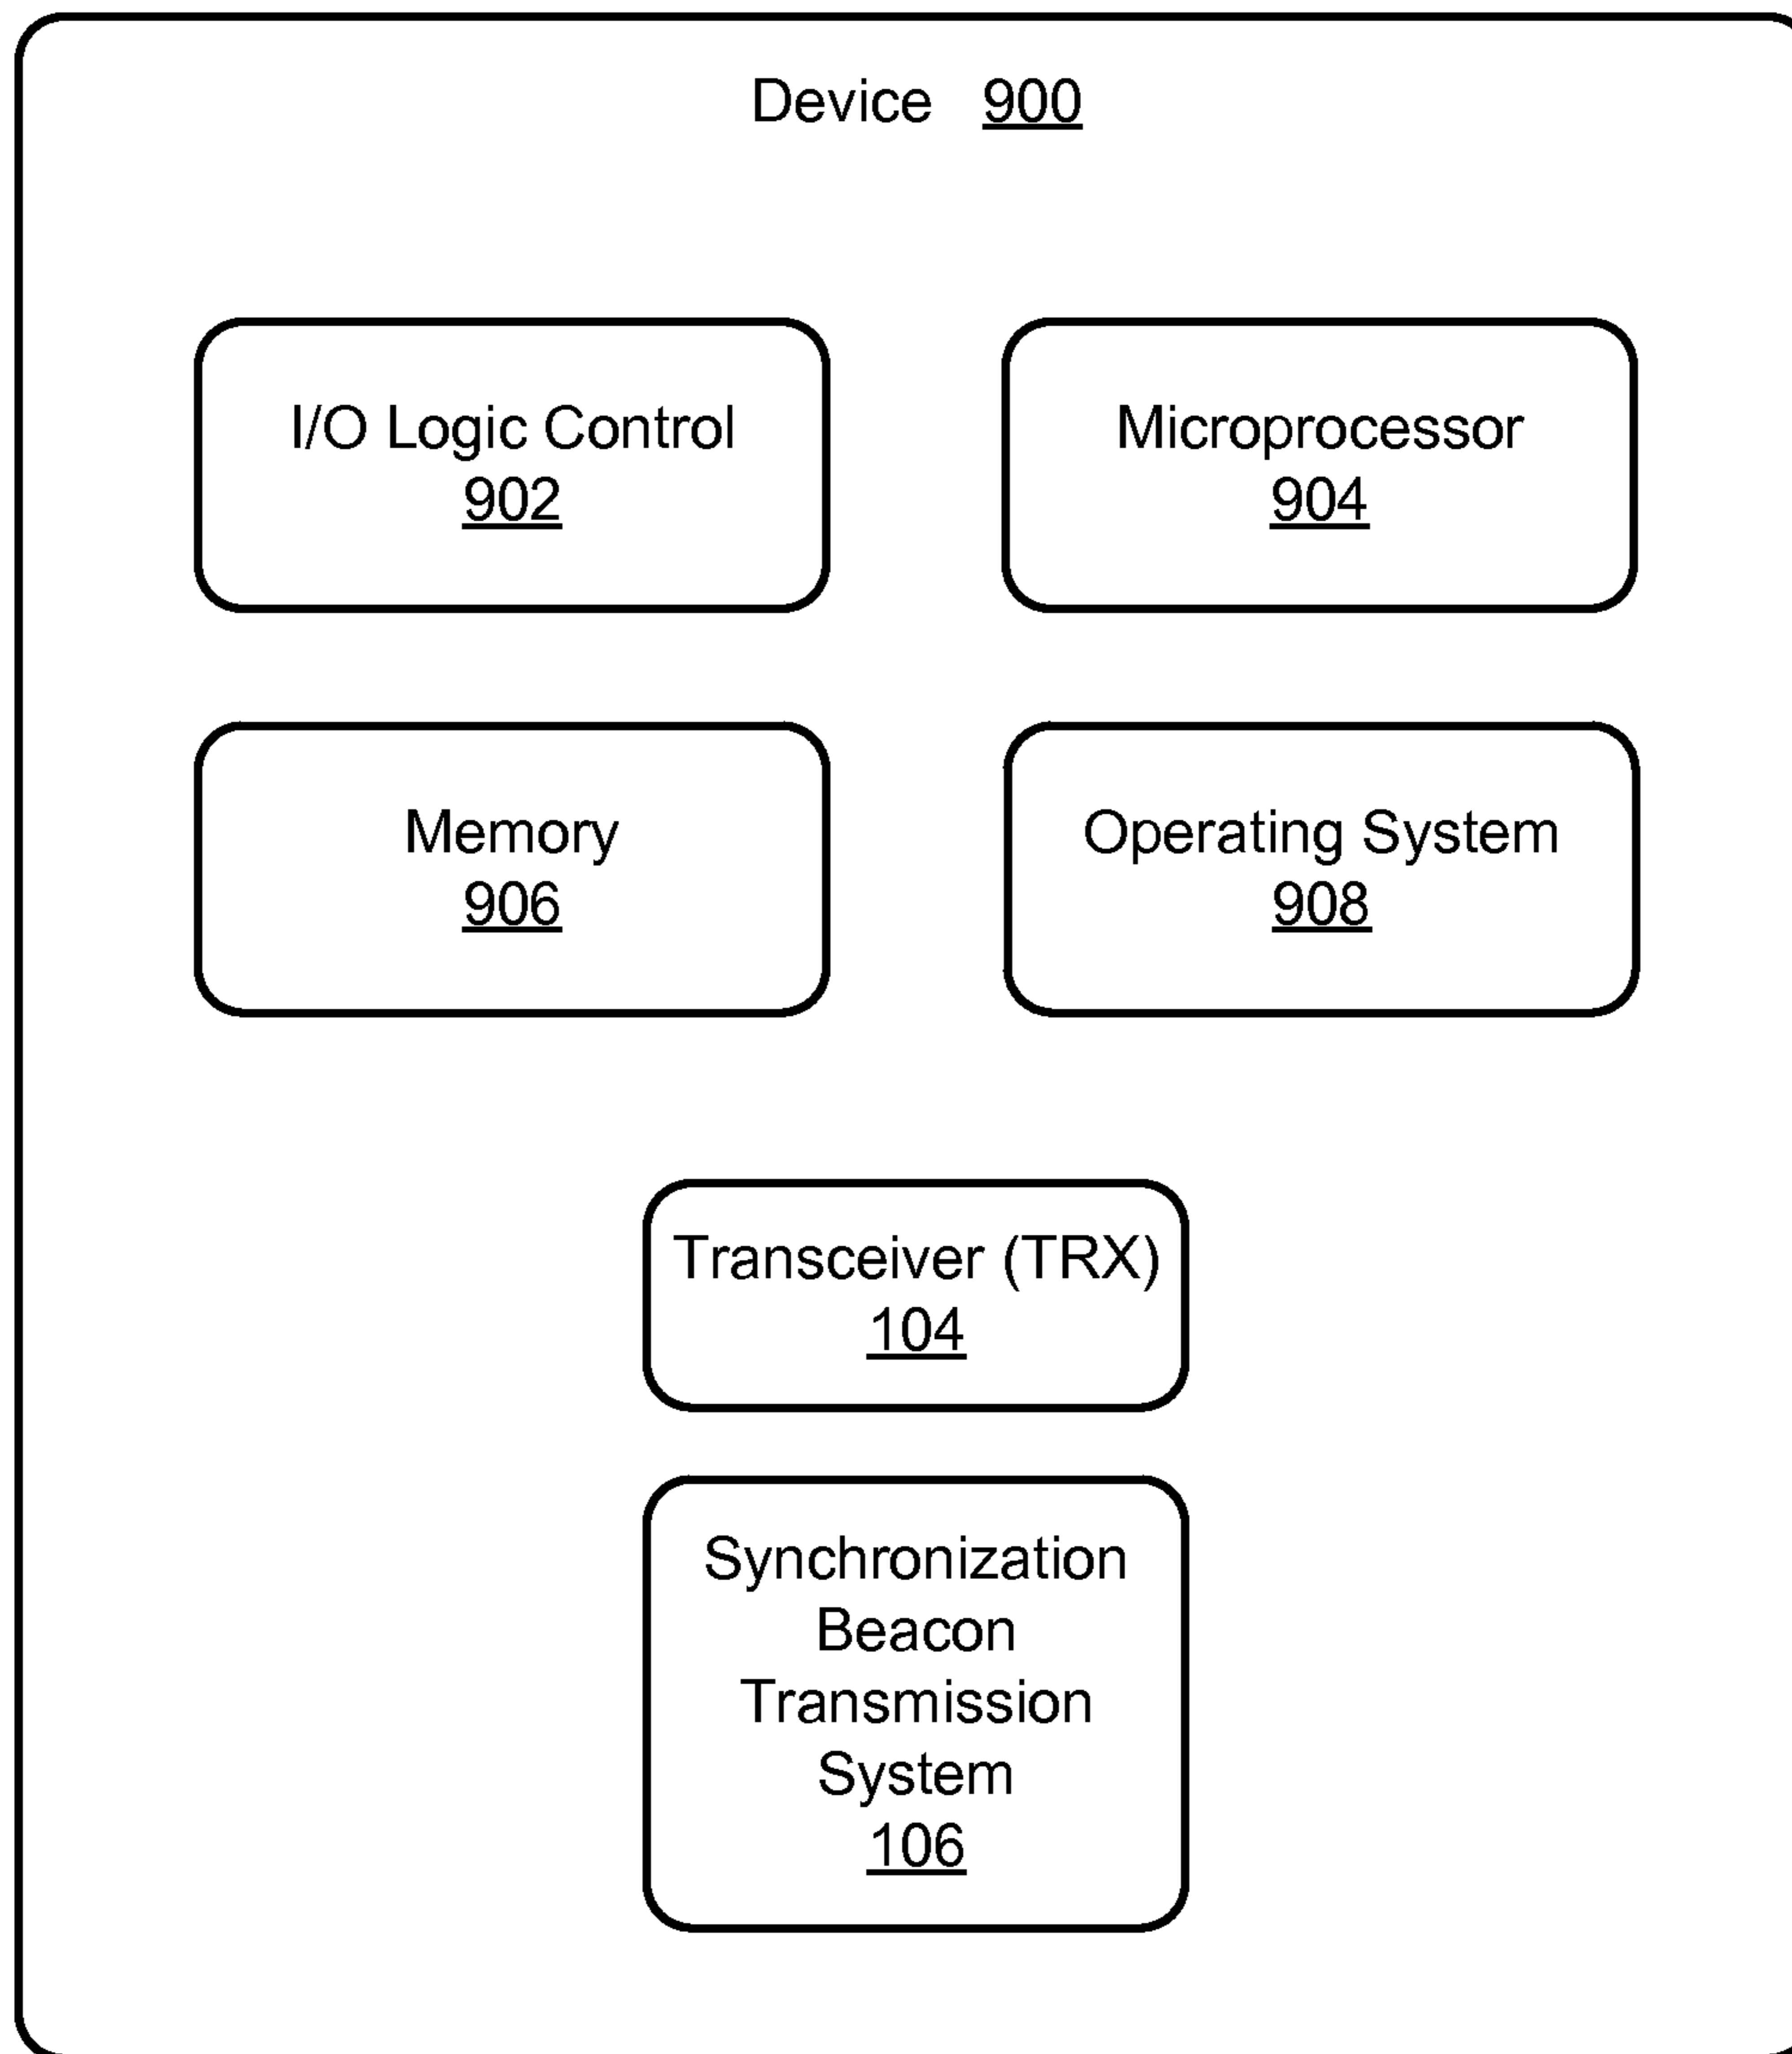 Device 900
I/O Logic Control
902
Microprocessor
904
Memory
906
Operating System
908
Transceiver (TRX)
104
Synchronization
Beacon
Transmission
System
106